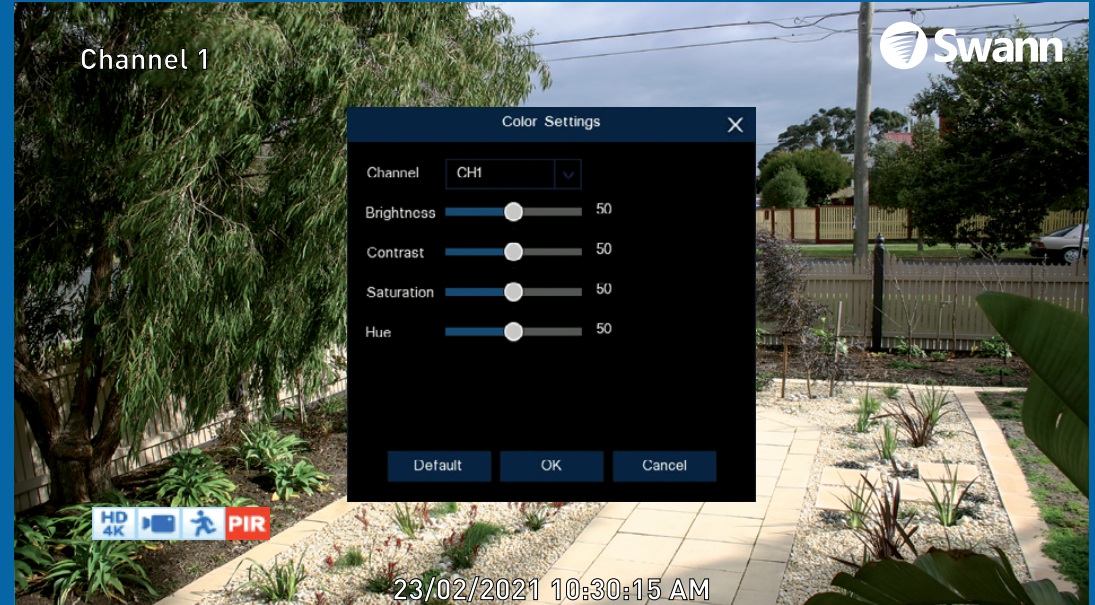 Channel 1
Swann
Color Settings
Channel CH1
Brightness 50
Contrast 50
Saturation 50
Hue 50
Default OK Cancel
HD
4K
PIR
23/02/2021 10:30:15 AM